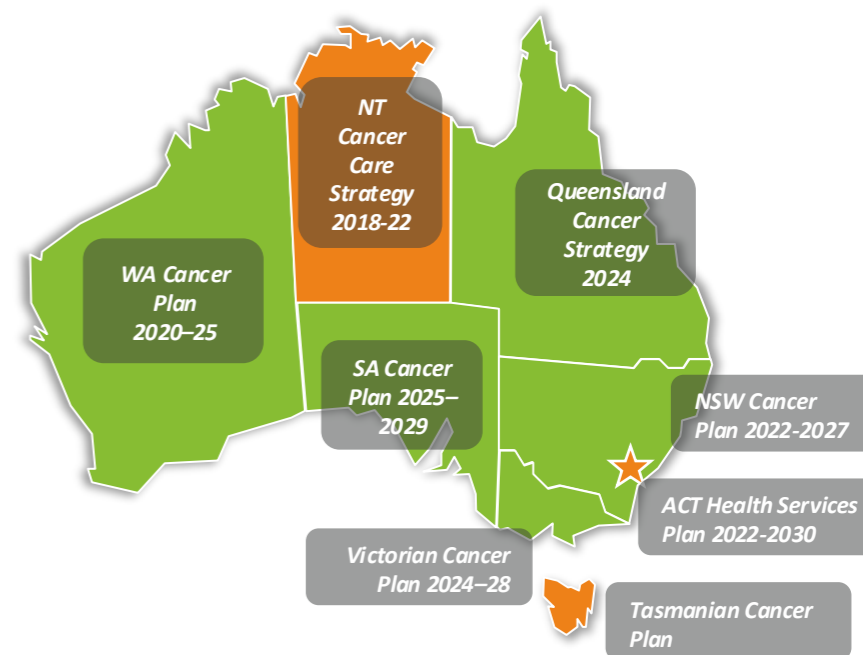 NT
Cancer
Care
Strategy
2018-22
Queensland
Cancer
Strategy
2024
WA Cancer
Plan
2020–25
SA Cancer
Plan 2025–
2029
NSW Cancer
Plan 2022-2027
ACT Health Services
Plan 2022-2030
Victorian Cancer
Plan 2024–28
Tasmanian Cancer
Plan